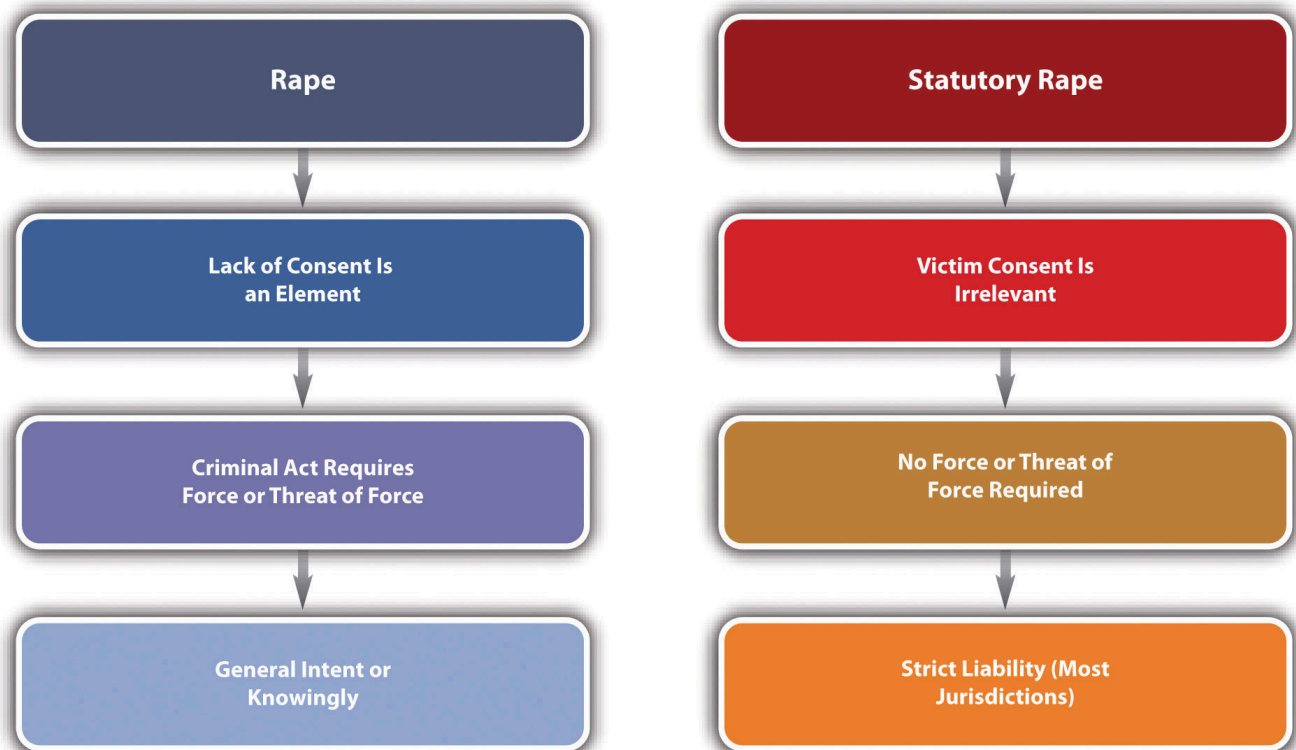 Rape
Lack of Consent Is
an Element
Criminal Act Requires
Force or Threat of Force
General Intent or
Knowingly
Statutory Rape
Victim Consent Is
Irrelevant
No Force or Threat of
Force Required
Strict Liability (Most
Jurisdictions)